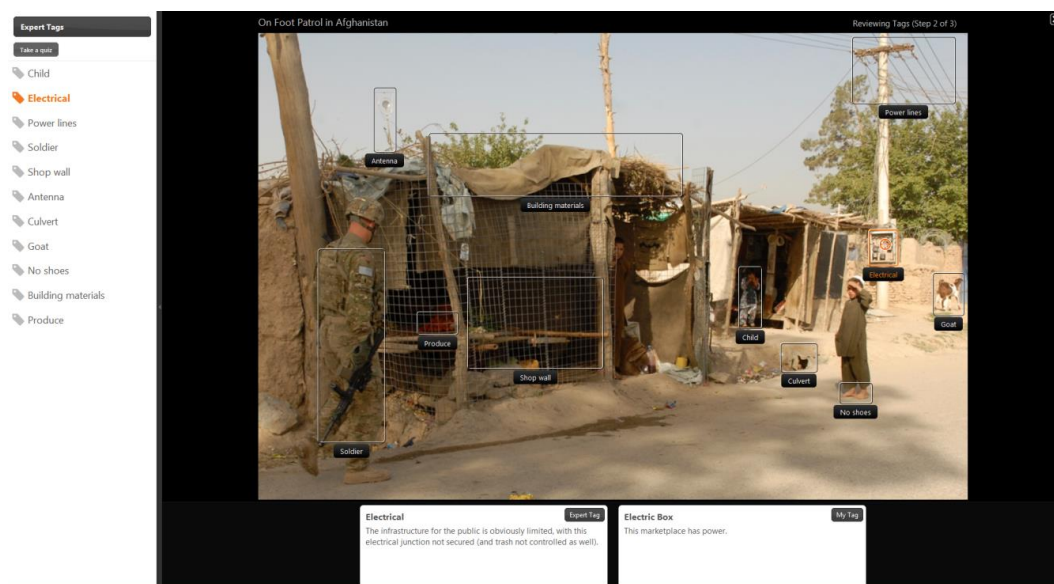 Expert Tags
Take a quiz
Child
Electrical
Power lines
Soldier
Shop wall
Antenna
Culvert
Goat
No shoes
Building materials
Produce
On Foot Patrol in Afghanistan
Reviewing Tags (Step 2 of 3)
Power lines
Antenna
Building materials
Electrical
Goat
Produce
Child
Shop wall
Culvert
No shoes
Soldier
Electrical
Expert Tag
The infrastructure for the public is obviously limited, with this
electrical junction not secured (and trash not controlled as well).
Electric Box
My Tag
This marketplace has power.